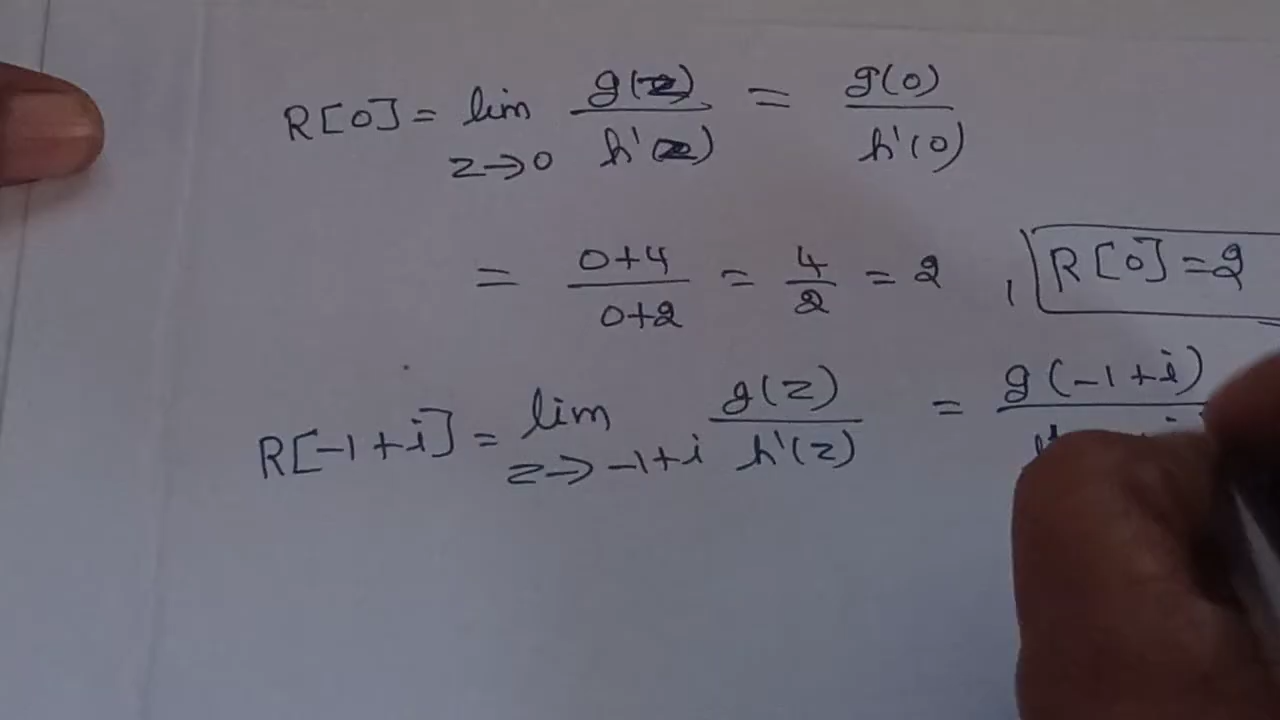 R[0] = lim z→0 g(z)/h'(z) = g(0)/h'(0)
= 0+4/0+2 = 4/2 = 2 , R[0] = 2
R[-1+i] = lim z→-1+i g(z)/h'(z) = g(-1+i)